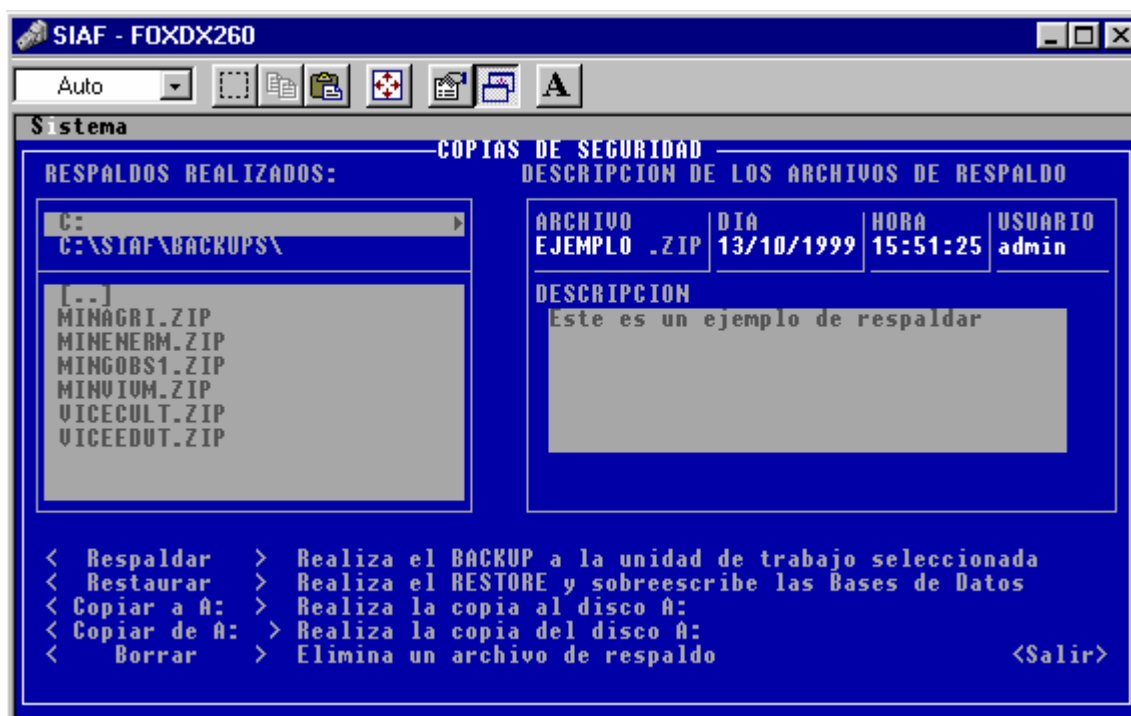 SIAF - FOXDX260
Auto
A
Sistema
COPIAS DE SEGURIDAD
RESPALDOS REALIZADOS:
C:
C:\SIAF\BACKUPS\
[..]
MINAGRI.ZIP
MINENERM.ZIP
MINGOBS1.ZIP
MINVIVM.ZIP
VICECULT.ZIP
VICEEDUT.ZIP
DESCRIPCION DE LOS ARCHIVOS DE RESPALDO
ARCHIVO DIA HORA USUARIO
EJEMPLO .ZIP 13/10/1999 15:51:25 admin
DESCRIPCION
Este es un ejemplo de respaldar
< Respaldar > Realiza el BACKUP a la unidad de trabajo seleccionada
< Restaurar > Realiza el RESTORE y sobreescribe las Bases de Datos
< Copiar a A: > Realiza la copia al disco A:
< Copiar de A: > Realiza la copia del disco A:
< Borrar > Elimina un archivo de respaldo
<Salir>